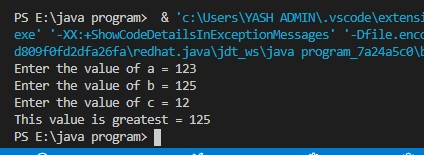 PS E:\java program>  & 'c:\Users\YASH ADMIN\.vscode\extensi
exe' '-XX:+ShowCodeDetailsInExceptionMessages' '-Dfile.enco
d809f0fd2dfa26fa\redhat.java\jdt_ws\java program_7a24a5c0\b
Enter the value of a = 123
Enter the value of b = 125
Enter the value of c = 12
This value is greatest = 125
PS E:\java program>